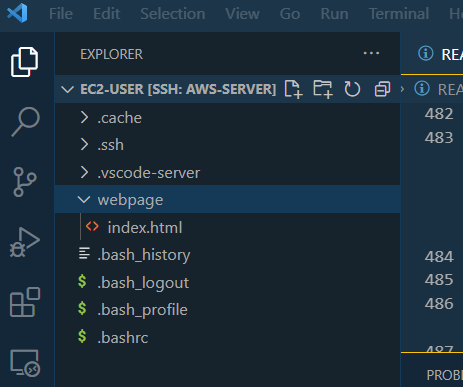 File Edit Selection View Go Run Terminal H
EXPLORER
EC2-USER [SSH: AWS-SERVER]
.cache
.ssh
.vscode-server
webpage
<> index.html
.bash_history
$ .bash_logout
$ .bash_profile
$ .bashrc
REA
REA
482
483
484
485
486
487
PROB